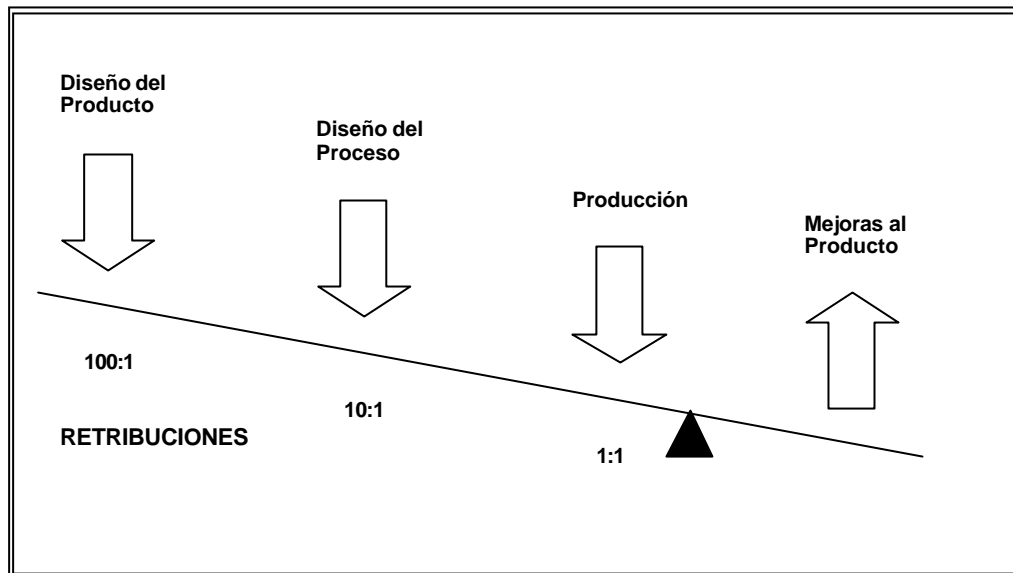 Diseño del
Producto
Diseño del
Proceso
Producción
Mejoras al
Producto
100:1
10:1
1:1
RETRIBUCIONES